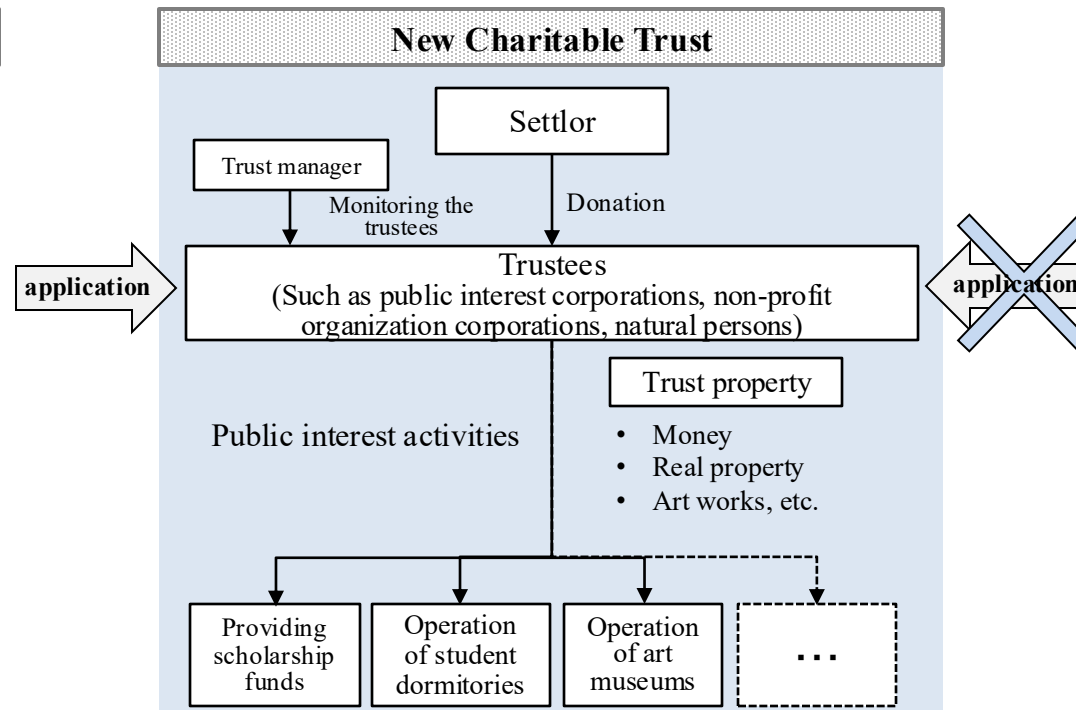 New Charitable Trust
Settlor
Trust manager
Monitoring the
trustees
Donation
application
Trustees
(Such as public interest corporations, non-profit
organization corporations, natural persons)
application
Trust property
Public interest activities
• Money
• Real property
• Art works, etc.
Providing
scholarship
funds
Operation
of student
dormitories
Operation
of art
museums
...